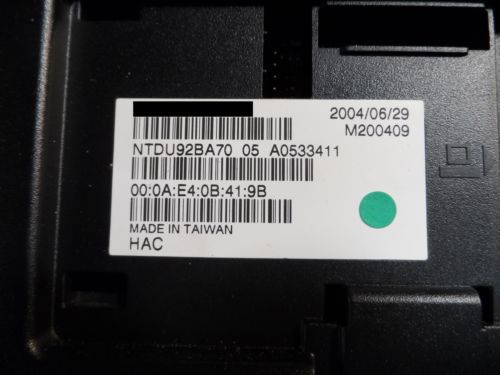 2004/06/29
M200409
NTDU92BA70 05 A0533411
00:0A:E4:0B:41:9B
MADE IN TAIWAN
HAC